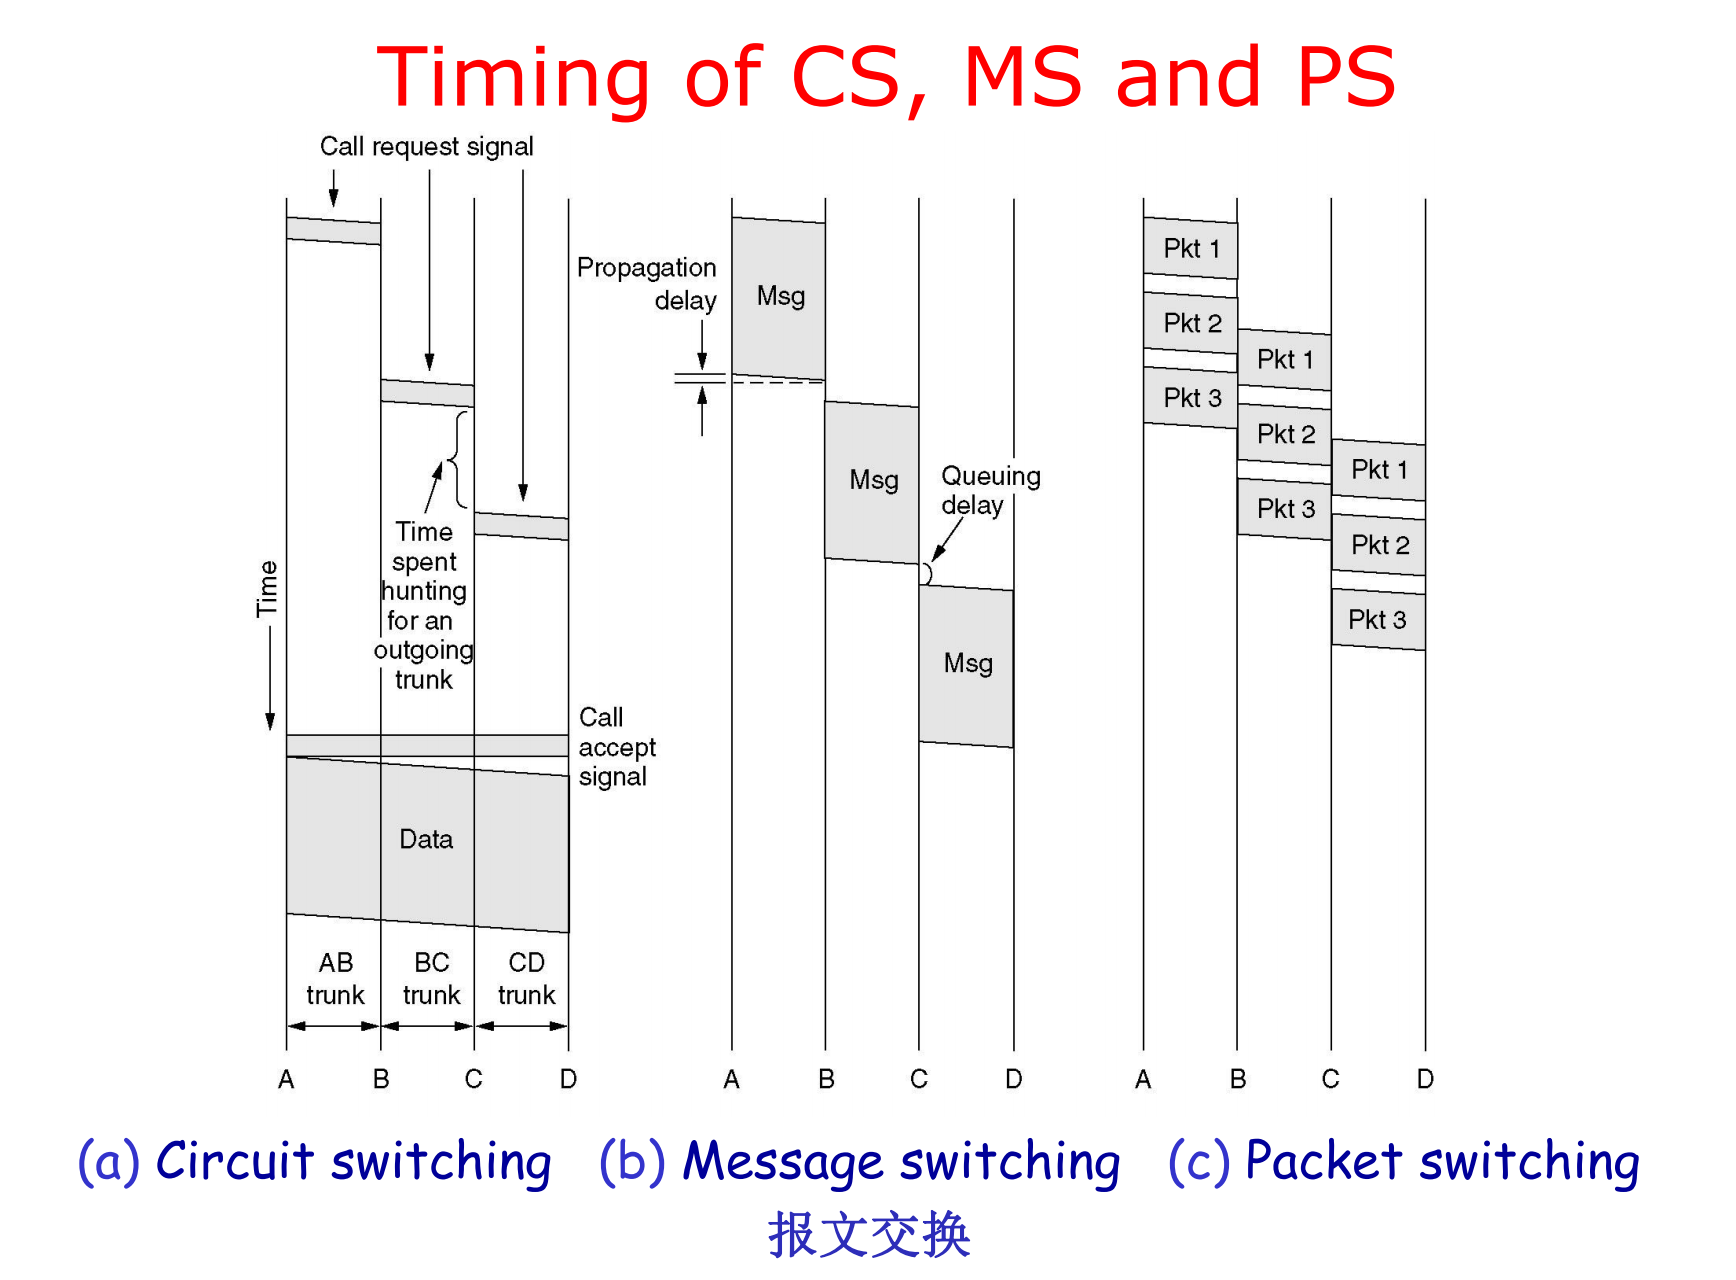 Timing of CS, MS and PS
Call request signal
Propagation
delay
Time
spent
hunting
for an
outgoing
trunk
Time
Call
accept
signal
Data
AB
trunk
BC
trunk
CD
trunk
A
B
C
D
Msg
Msg
Queuing
delay
Msg
A
B
C
D
Pkt 1
Pkt 2
Pkt 3
Pkt 1
Pkt 2
Pkt 3
Pkt 1
Pkt 2
Pkt 3
A
B
C
D
(a) Circuit switching (b) Message switching (c) Packet switching
报文交换